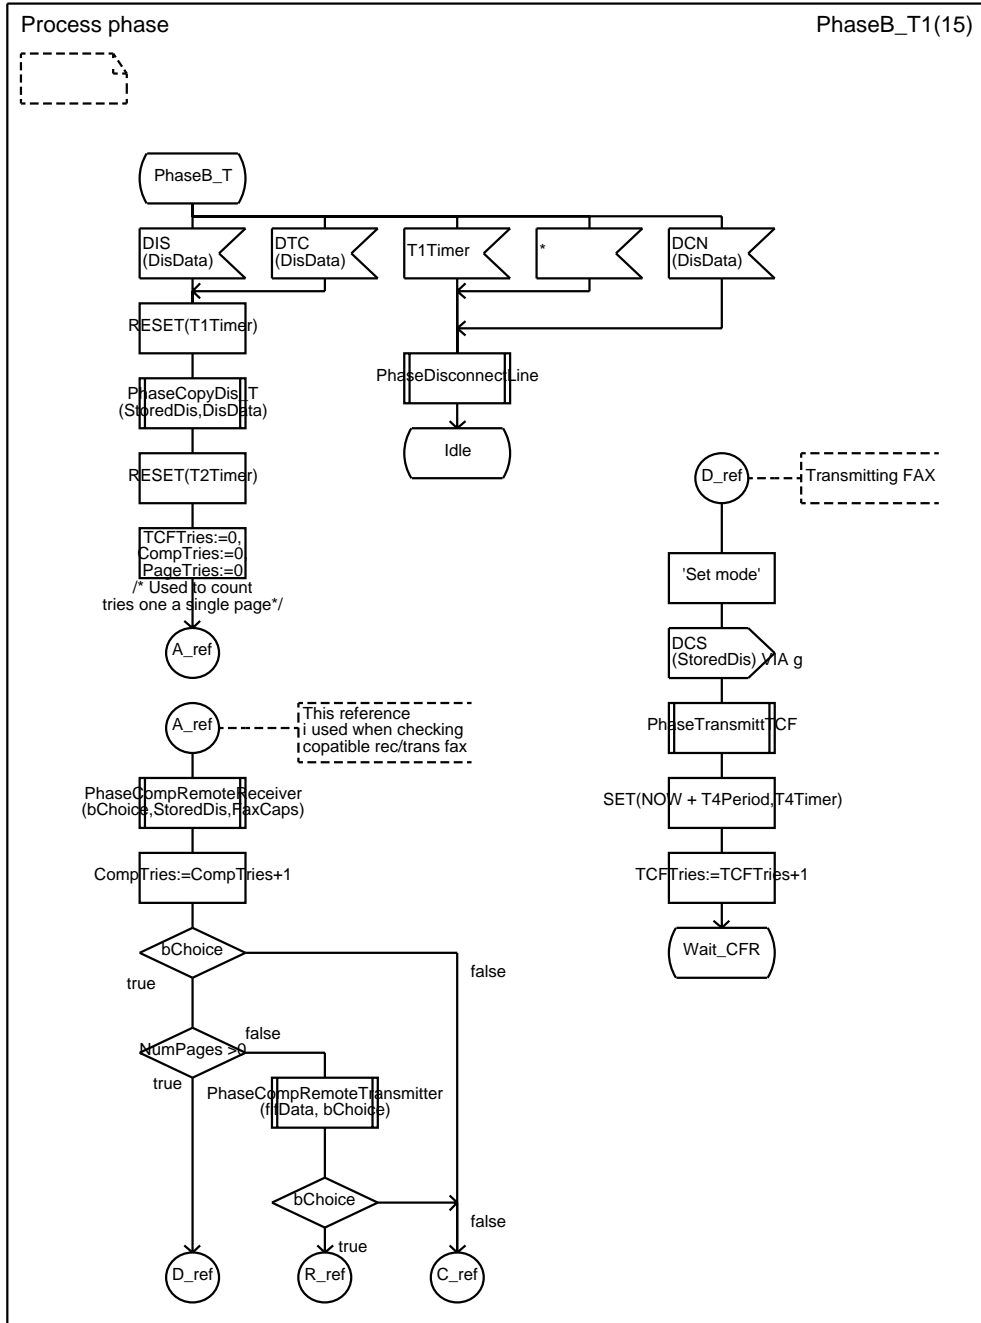 Process phase
PhaseB_T1(15)
PhaseB_T
DIS
(DisData)
DTC
(DisData)
T1Timer
*
DCN
(DisData)
RESET(T1Timer)
PhaseDisconnectLine
PhaseCopyDis_T
(StoredDis,DisData)
Idle
RESET(T2Timer)
TCFTries:=0,
CompTries:=0,
PageTries:=0
/* Used to count
tries one a single page*/
A_ref
D_ref
Transmitting FAX
'Set mode'
DCS
(StoredDis) VIA g
PhaseTransmittTCF
SET(NOW + T4Period,T4Timer)
TCFTries:=TCFTries+1
Wait_CFR
A_ref
This reference
i used when checking
copatible rec/trans fax
PhaseCompRemoteReceiver
(bChoice,StoredDis,FaxCaps)
CompTries:=CompTries+1
bChoice
true
false
NumPages >0
false
true
PhaseCompRemoteTransmitter
(fifData, bChoice)
bChoice
false
true
D_ref
R_ref
C_ref